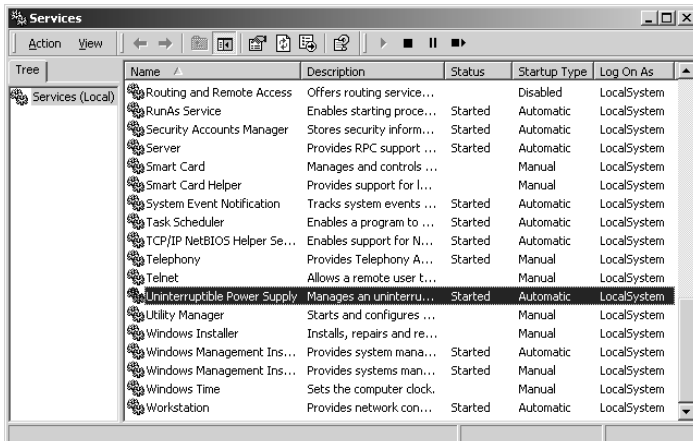 Services
Action View
Tree
Name Description Status Startup Type Log On As
Services (Local)
Routing and Remote Access Offers routing service... Disabled LocalSystem
RunAs Service Enables starting proce... Started Automatic LocalSystem
Security Accounts Manager Stores security inform... Started Automatic LocalSystem
Server Provides RPC support ... Started Automatic LocalSystem
Smart Card Manages and controls ... Manual LocalSystem
Smart Card Helper Provides support for l... Manual LocalSystem
System Event Notification Tracks system events ... Started Automatic LocalSystem
Task Scheduler Enables a program to ... Started Automatic LocalSystem
TCP/IP NetBIOS Helper Se... Enables support for N... Started Automatic LocalSystem
Telephony Provides Telephony A... Started Manual LocalSystem
Telnet Allows a remote user t... Manual LocalSystem
Uninterruptible Power Supply Manages an uninterru... Started Automatic LocalSystem
Utility Manager Starts and configures ... Manual LocalSystem
Windows Installer Installs, repairs and re... Manual LocalSystem
Windows Management Ins... Provides system mana... Started Automatic LocalSystem
Windows Management Ins... Provides systems man... Started Manual LocalSystem
Windows Time Sets the computer clock. Manual LocalSystem
Workstation Provides network con... Started Automatic LocalSystem